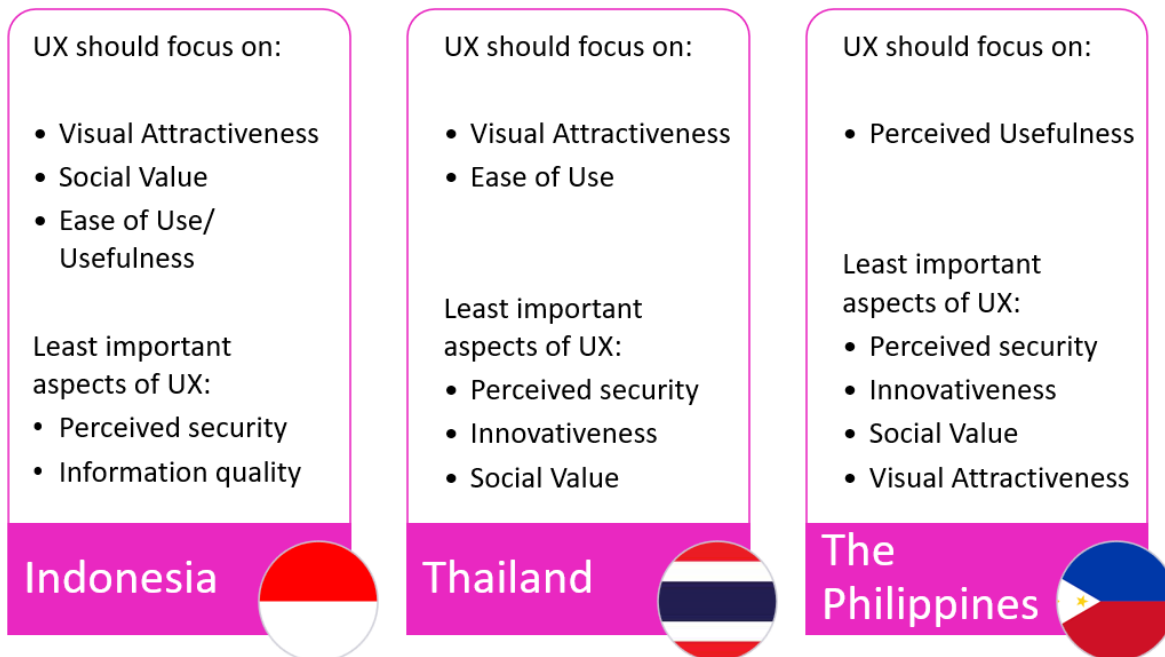 UX should focus on:
• Visual Attractiveness
• Social Value
• Ease of Use/
Usefulness
Least important
aspects of UX:
• Perceived security
• Information quality
Indonesia
UX should focus on:
• Visual Attractiveness
• Ease of Use
Least important
aspects of UX:
• Perceived security
• Innovativeness
• Social Value
Thailand
UX should focus on:
• Perceived Usefulness
Least important
aspects of UX:
• Perceived security
• Innovativeness
• Social Value
• Visual Attractiveness
The
Philippines